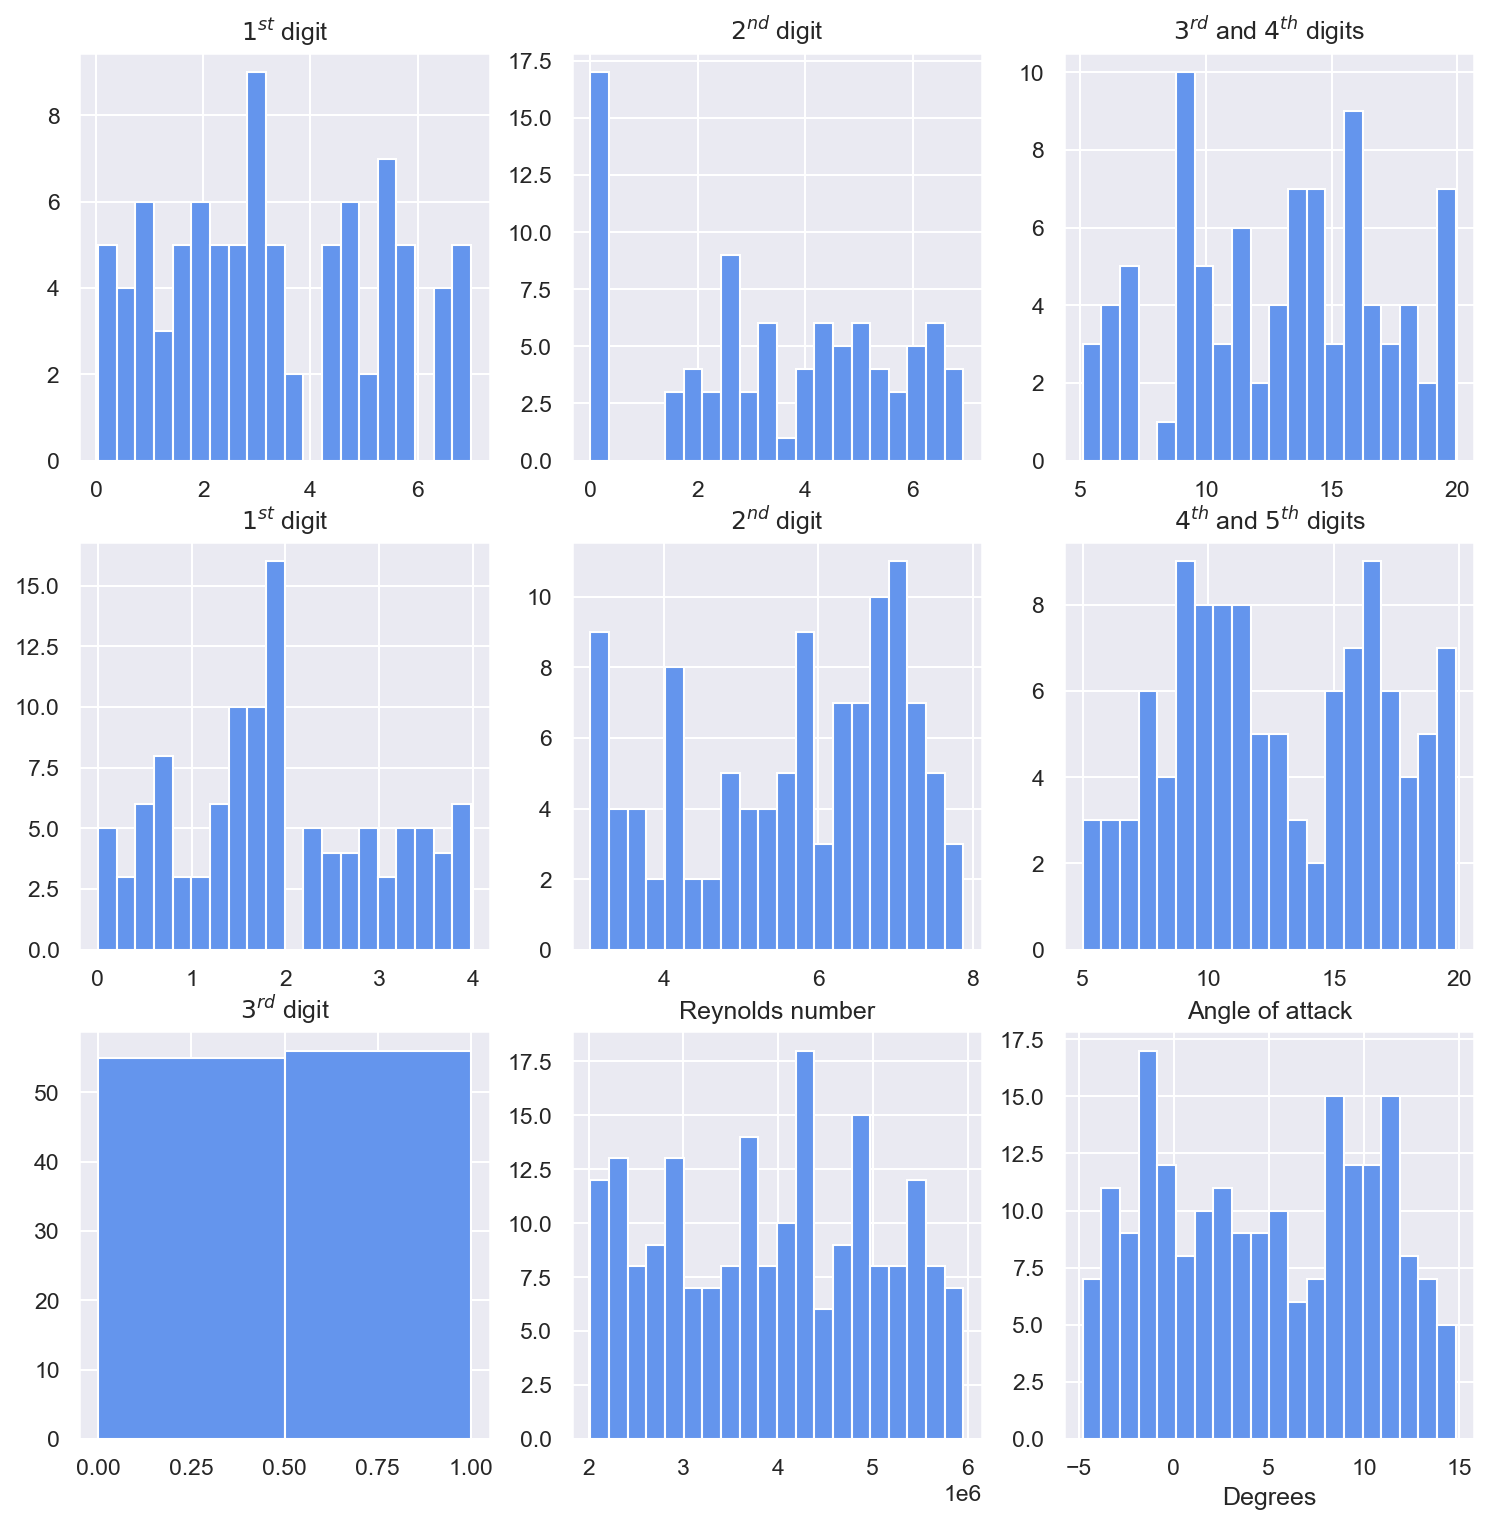 1st digit
2nd digit
3rd and 4th digits
8
6
4
2
0
0 2 4 6
17.5
15.0
12.5
10.0
7.5
5.0
2.5
0.0
0 2 4 6
10
8
6
4
2
0
5 10 15 20
1st digit
2nd digit
4th and 5th digits
15.0
12.5
10.0
7.5
5.0
2.5
0.0
0 1 2 3 4
10
8
6
4
2
0
4 6 8
8
6
4
2
0
5 10 15 20
3rd digit
Reynolds number
Angle of attack
50
40
30
20
10
0
0.00 0.25 0.50 0.75 1.00
17.5
15.0
12.5
10.0
7.5
5.0
2.5
0.0
2 3 4 5 6
1e6
17.5
15.0
12.5
10.0
7.5
5.0
2.5
0.0
−5 0 5 10 15
Degrees